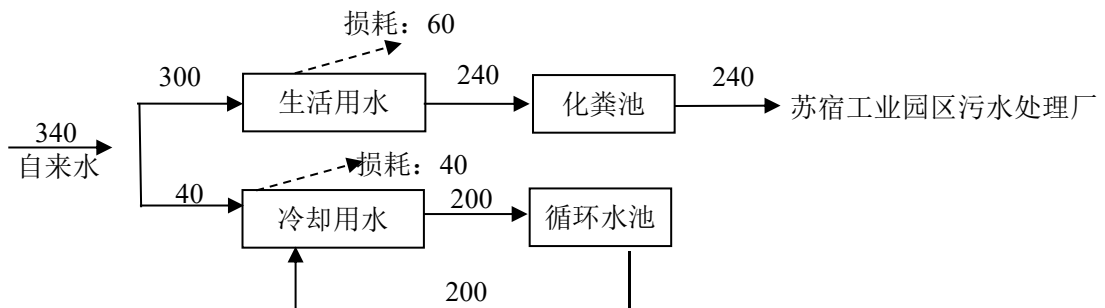 损耗：60
300
生活用水
240
化粪池
240
苏宿工业园区污水处理厂
340
自来水
损耗：40
40
冷却用水
200
循环水池
200